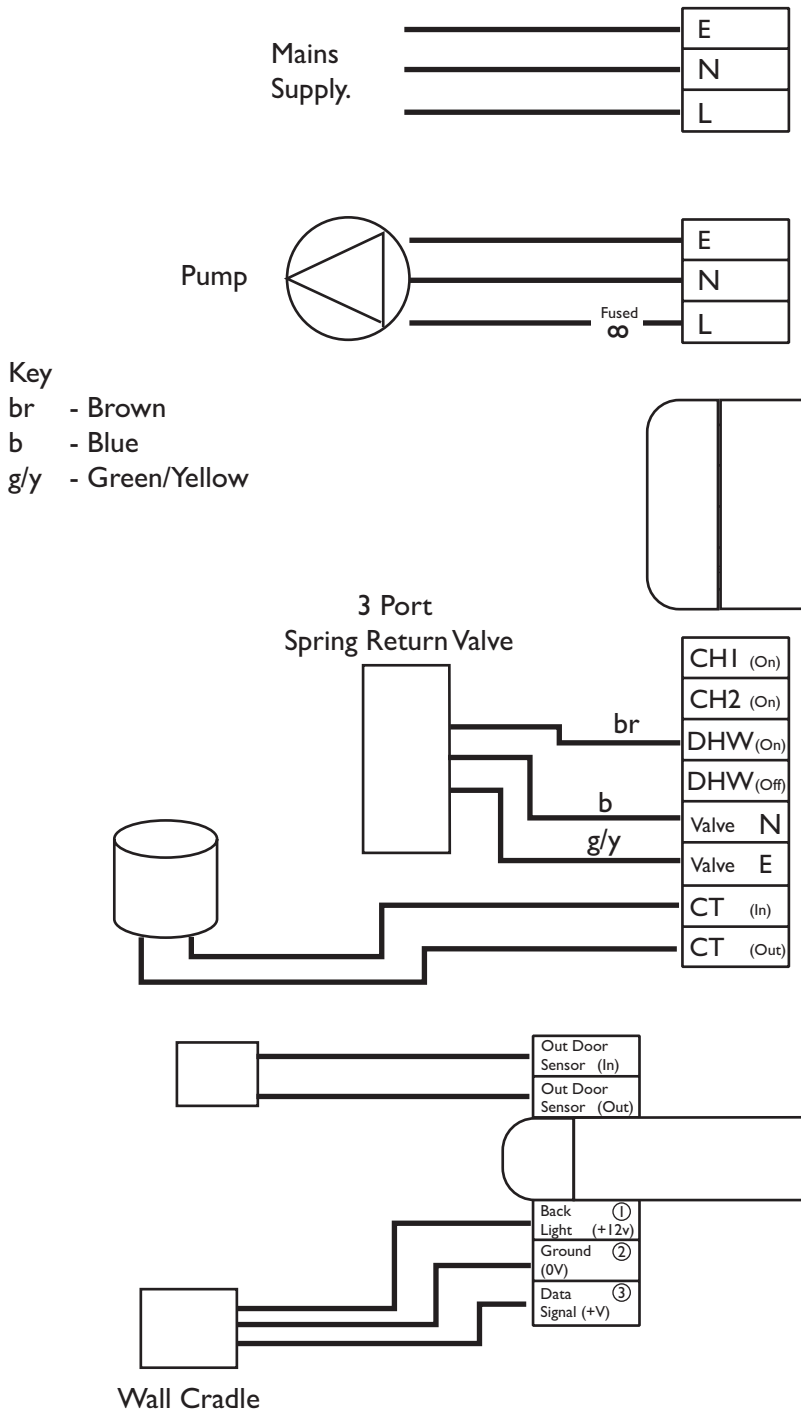 Mains
Supply.
E
N
L
Pump
Fused
E
N
L
Key
br - Brown
b - Blue
g/y - Green/Yellow
3 Port
Spring Return Valve
br
b
g/y
CH1 (On)
CH2 (On)
DHW (On)
DHW (Off)
Valve N
Valve E
CT (In)
CT (Out)
Out Door
Sensor (In)
Out Door
Sensor (Out)
Back ①
Light (+12v)
Ground ②
(0V)
Data ③
Signal (+V)
Wall Cradle